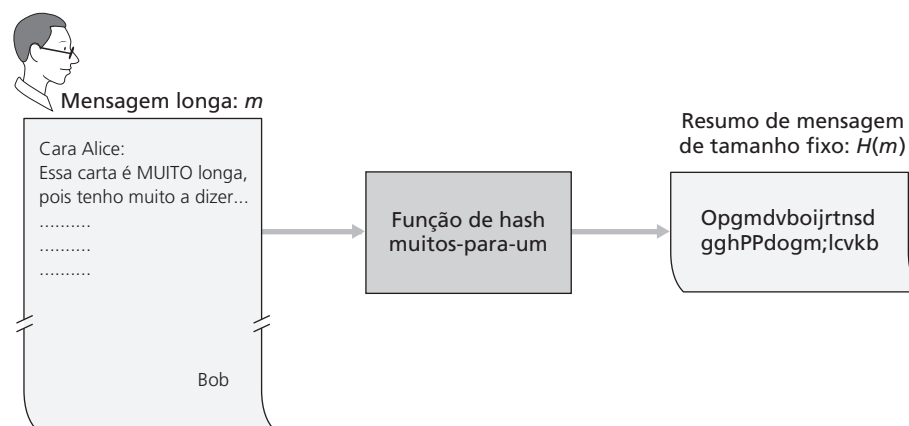 Mensagem longa: m
Cara Alice:
Essa carta é MUITO longa,
pois tenho muito a dizer...
..........
..........
..........
Bob
Função de hash
muitos-para-um
Resumo de mensagem
de tamanho fixo: H(m)
Opgmdvboijrtnsd
gghPPdogm;lcvkb